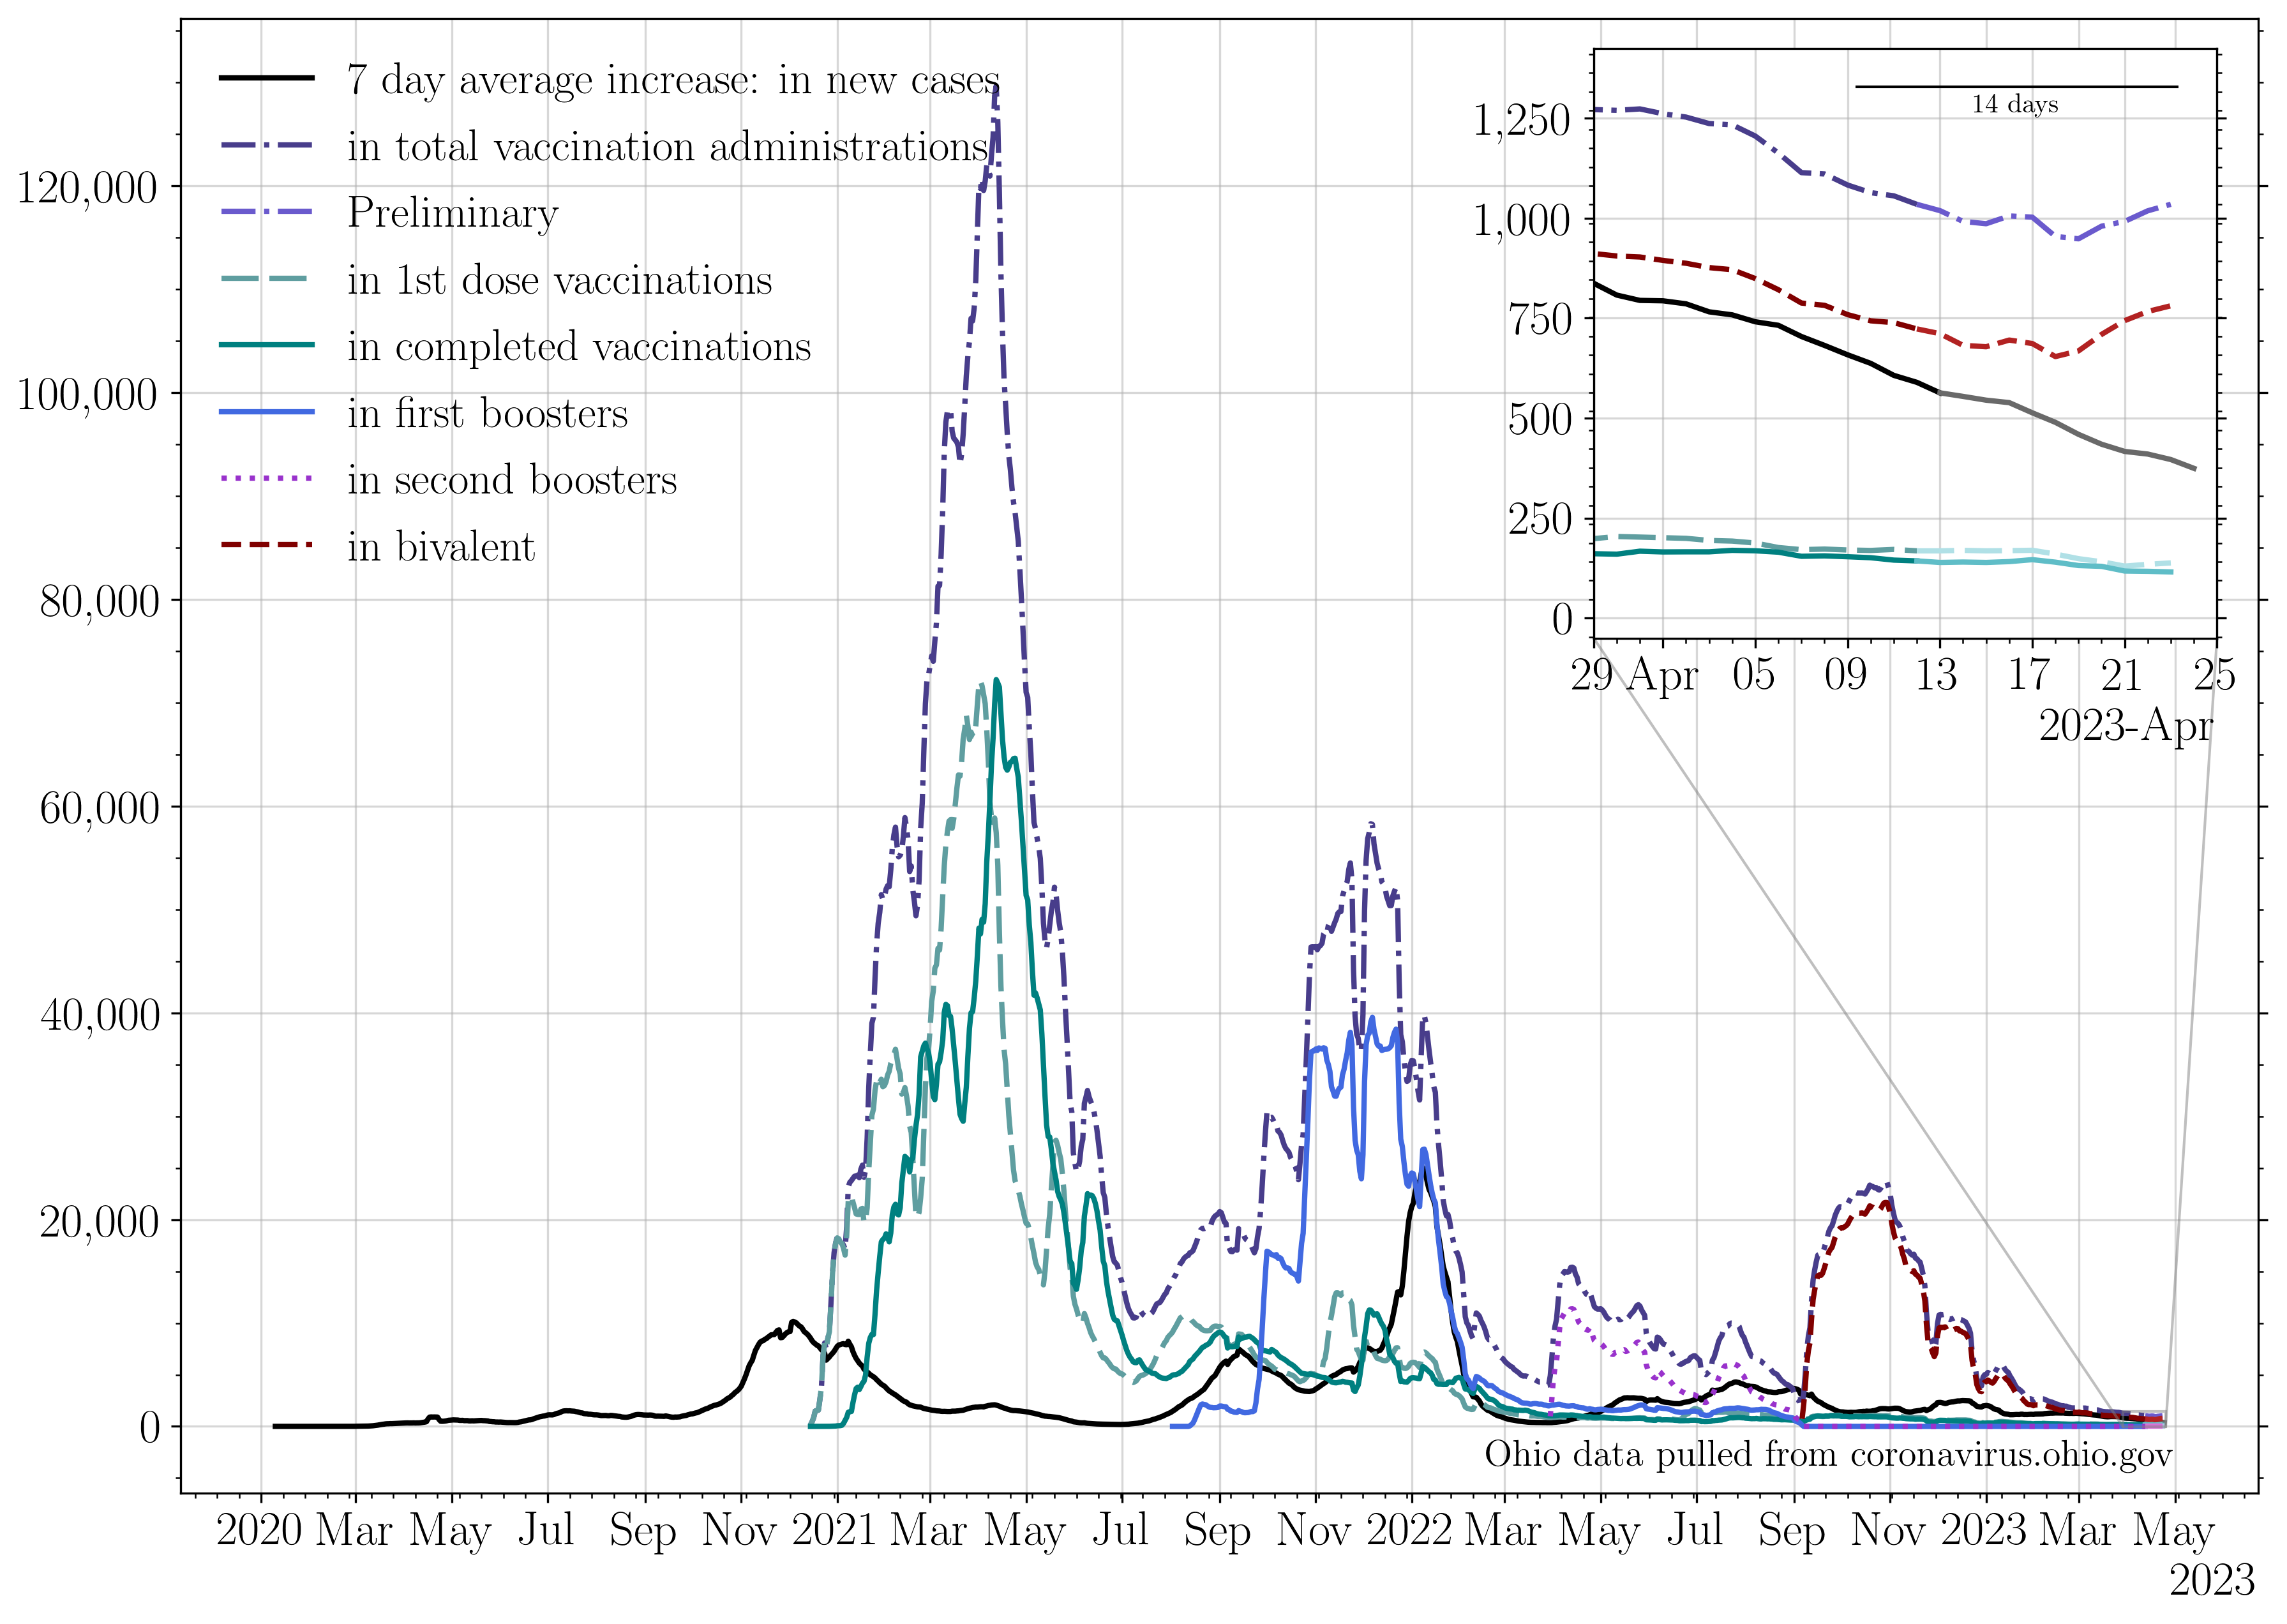 7 day average increase: in new cases
in total vaccination administrations
Preliminary
in 1st dose vaccinations
in completed vaccinations
in first boosters
in second boosters
in bivalent
120,000
100,000
80,000
60,000
40,000
20,000
0
14 days
1,250
1,000
750
500
250
0
29 Apr 05 09 13 17 21 25
2023-Apr
Ohio data pulled from coronavirus.ohio.gov
2020 Mar May Jul Sep Nov 2021 Mar May Jul Sep Nov 2022 Mar May Jul Sep Nov 2023 Mar May
2023